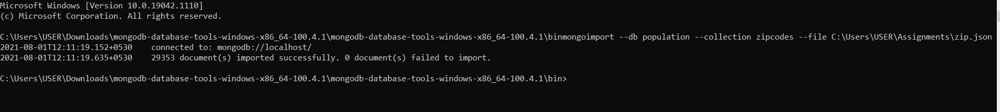 Microsoft Windows [Version 10.0.19042.1110]
(c) Microsoft Corporation. All rights reserved.
C:\Users\USER\Downloads\mongodb-database-tools-windows-x86_64-100.4.1\mongodb-database-tools-windows-x86_64-100.4.1\binmongoimport --db population --collection zipcodes --file C:\Users\USER\Assignments\zip.json
2021-08-01T12:11:19.152+0530    connected to: mongodb://localhost/
2021-08-01T12:11:19.635+0530    29353 document(s) imported successfully. 0 document(s) failed to import.
C:\Users\USER\Downloads\mongodb-database-tools-windows-x86_64-100.4.1\mongodb-database-tools-windows-x86_64-100.4.1\bin>